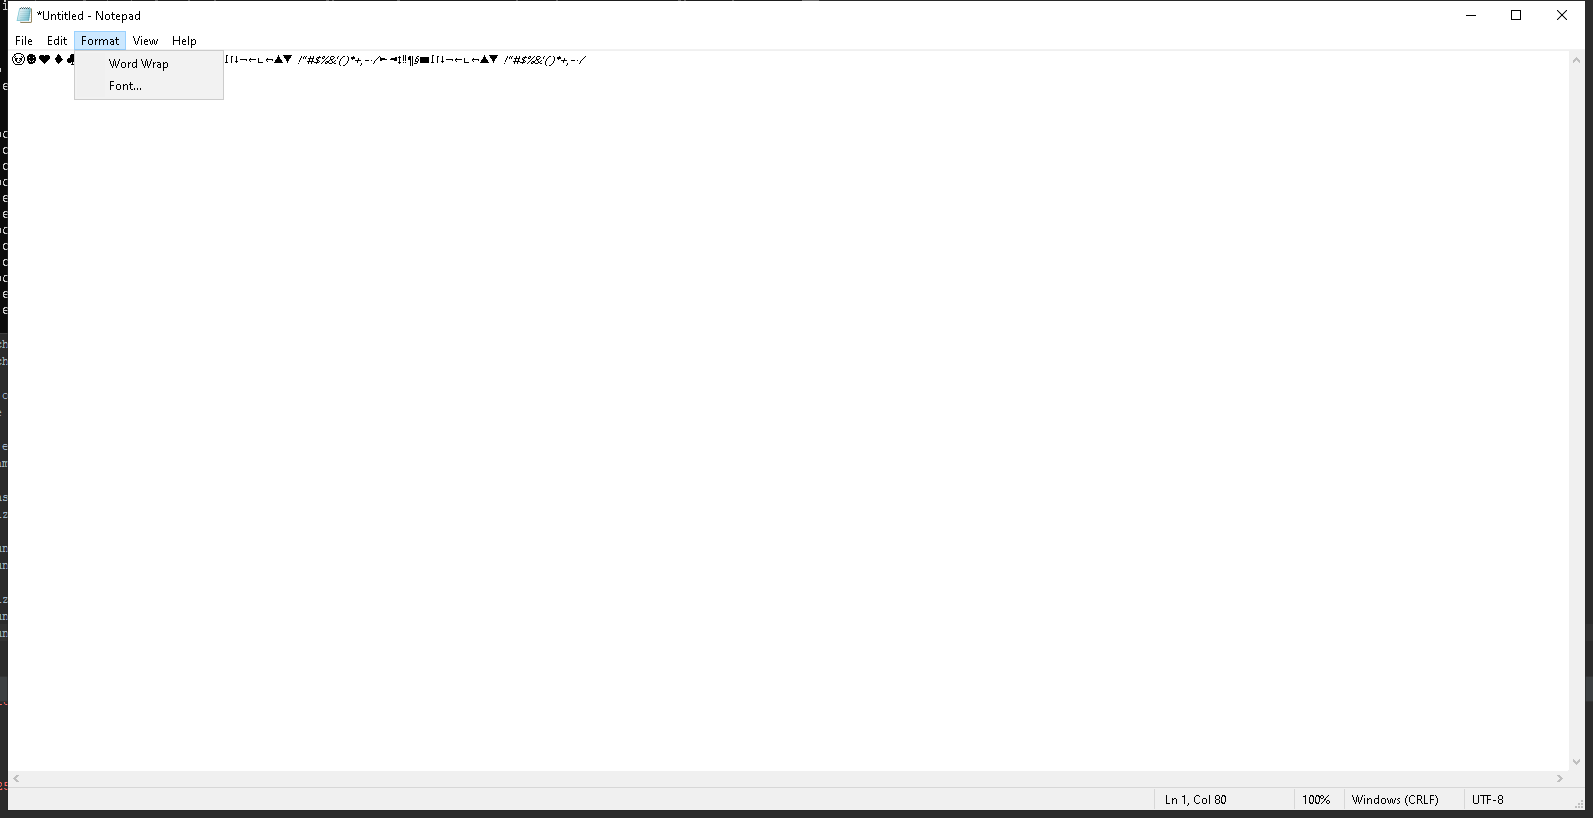 *Untitled - Notepad
File Edit Format View Help
☺☻♥♦
Word Wrap
Font...
↑↓→←∟↔▲▼ !"#$%&'()*+,-./►◄↕‼¶§▬↨↑↓→←∟↔▲▼ !"#$%&'()*+,-./
Ln 1, Col 80
100%
Windows (CRLF)
UTF-8